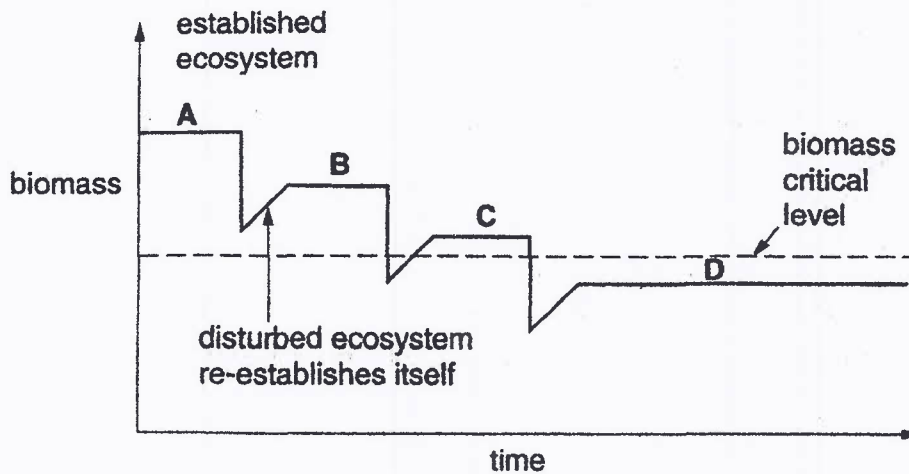 established
ecosystem
A
biomass
B
biomass
critical
level
C
D
disturbed ecosystem
re-establishes itself
time